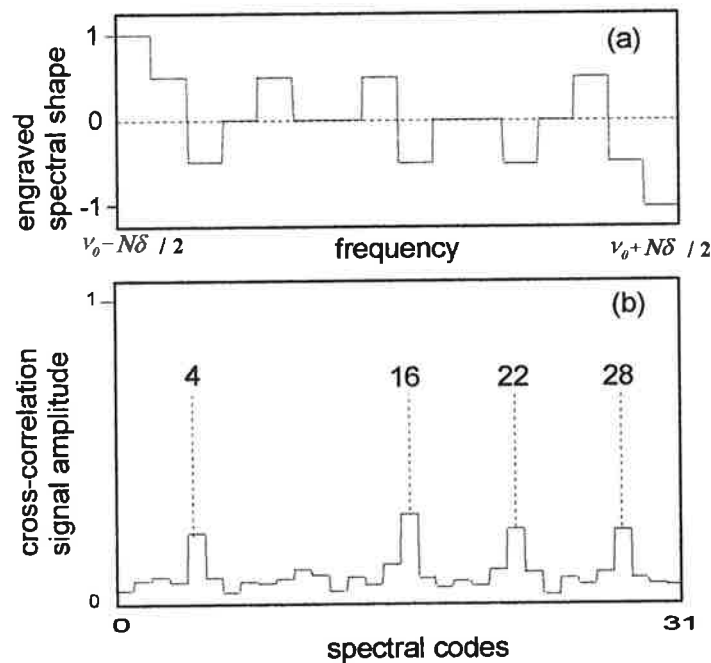 (a)
1
0
-1
engraved
spectral shape
ν₀−Nδ / 2
frequency
ν₀+Nδ / 2
(b)
1
4
16
22
28
cross-correlation
signal amplitude
0
0
31
spectral codes